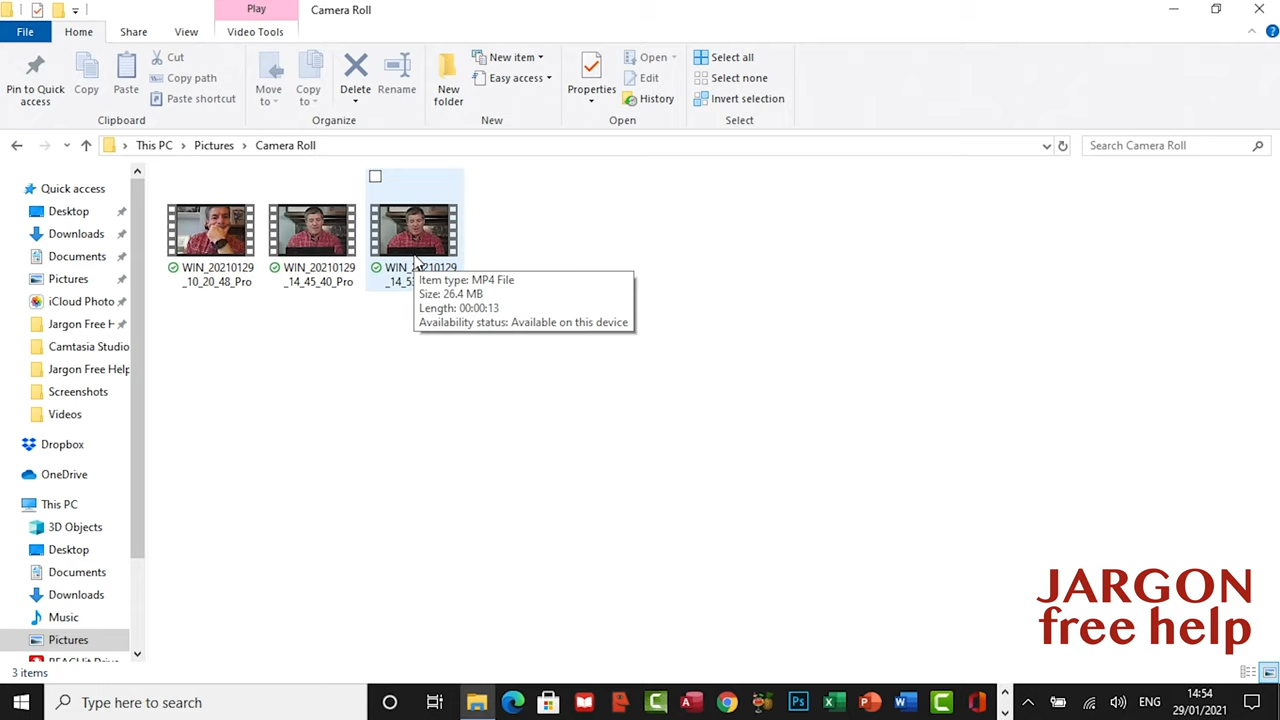 Play
Camera Roll
File
Home
Share
View
Video Tools
Pin to Quick
access
Copy
Paste
Cut
Copy path
Paste shortcut
Clipboard
Move
to
Copy
to
Delete
Rename
Organize
New
folder
New item
Easy access
New
Properties
Open
Edit
History
Open
Select all
Select none
Invert selection
Select
This PC
Pictures
Camera Roll
Search Camera Roll
Quick access
Desktop
Downloads
Documents
Pictures
iCloud Photo
Jargon Free H
Camtasia Studio
Jargon Free Help
Screenshots
Videos
Dropbox
OneDrive
This PC
3D Objects
Desktop
Documents
Downloads
Music
Pictures
WIN_20210129
_10_20_48_Pro
WIN_20210129
_14_45_40_Pro
WIN_20210129
Item type: MP4 File
Size: 26.4 MB
Length: 00:00:13
Availability status: Available on this device
JARGON
free help
3 items
Type here to search
ENG
14:54
29/01/2021